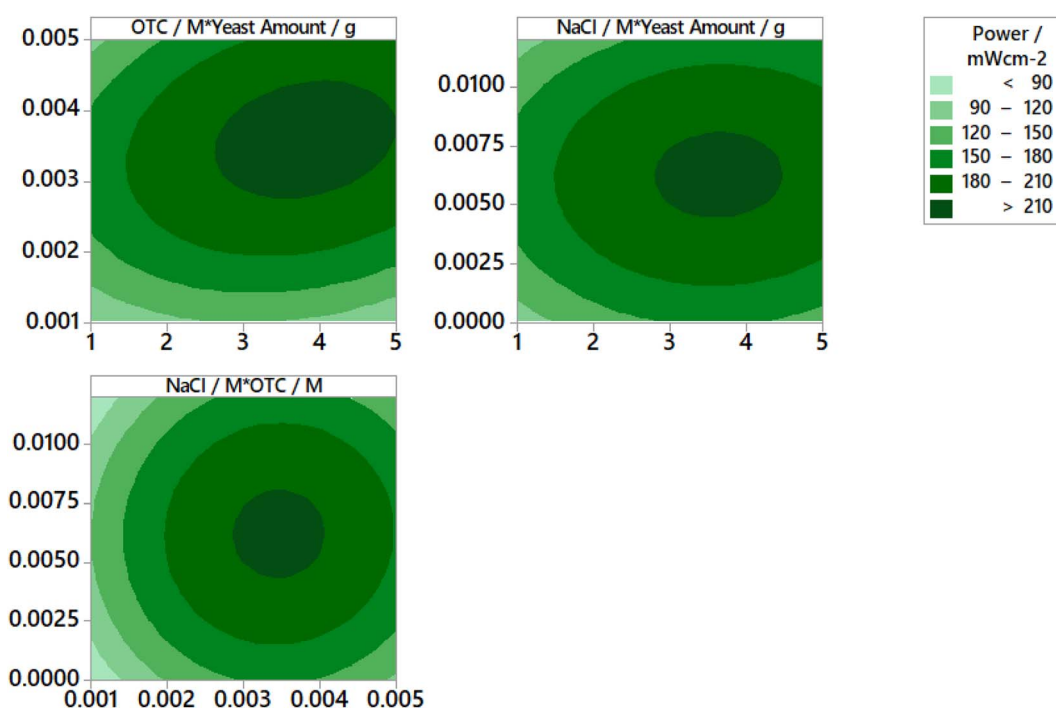 OTC / M*Yeast Amount / g
0.005
0.004
0.003
0.002
0.001
1 2 3 4 5
NaCl / M*Yeast Amount / g
0.0100
0.0075
0.0050
0.0025
0.0000
1 2 3 4 5
Power /
mWcm-2
< 90
90 – 120
120 – 150
150 – 180
180 – 210
> 210
NaCl / M*OTC / M
0.0100
0.0075
0.0050
0.0025
0.0000
0.001 0.002 0.003 0.004 0.005